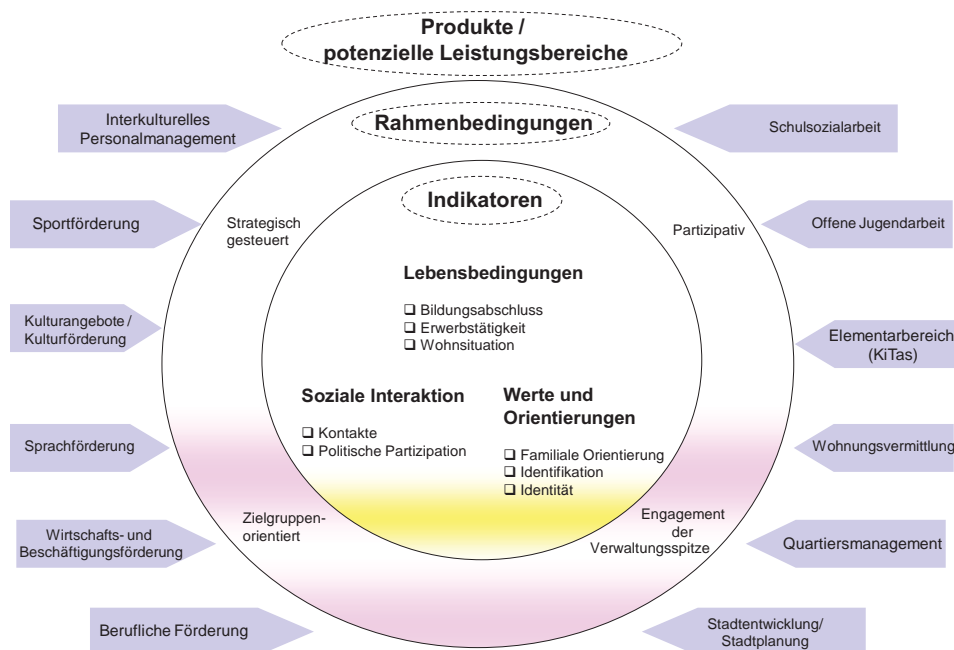 Produkte /
potenzielle Leistungsbereiche
Rahmenbedingungen
Indikatoren
Interkulturelles
Personalmanagement
Schulsozialarbeit
Sportförderung
Strategisch
gesteuert
Partizipativ
Offene Jugendarbeit
Lebensbedingungen
❑ Bildungsabschluss
❑ Erwerbstätigkeit
❑ Wohnsituation
Kulturangebote /
Kulturförderung
Elementarbereich
(KiTas)
Soziale Interaktion
❑ Kontakte
❑ Politische Partizipation
Werte und
Orientierungen
❑ Familiale Orientierung
❑ Identifikation
❑ Identität
Sprachförderung
Wohnungsvermittlung
Zielgruppen-
orientiert
Engagement
der
Verwaltungsspitze
Wirtschafts- und
Beschäftigungsförderung
Quartiersmanagement
Berufliche Förderung
Stadtentwicklung/
Stadtplanung